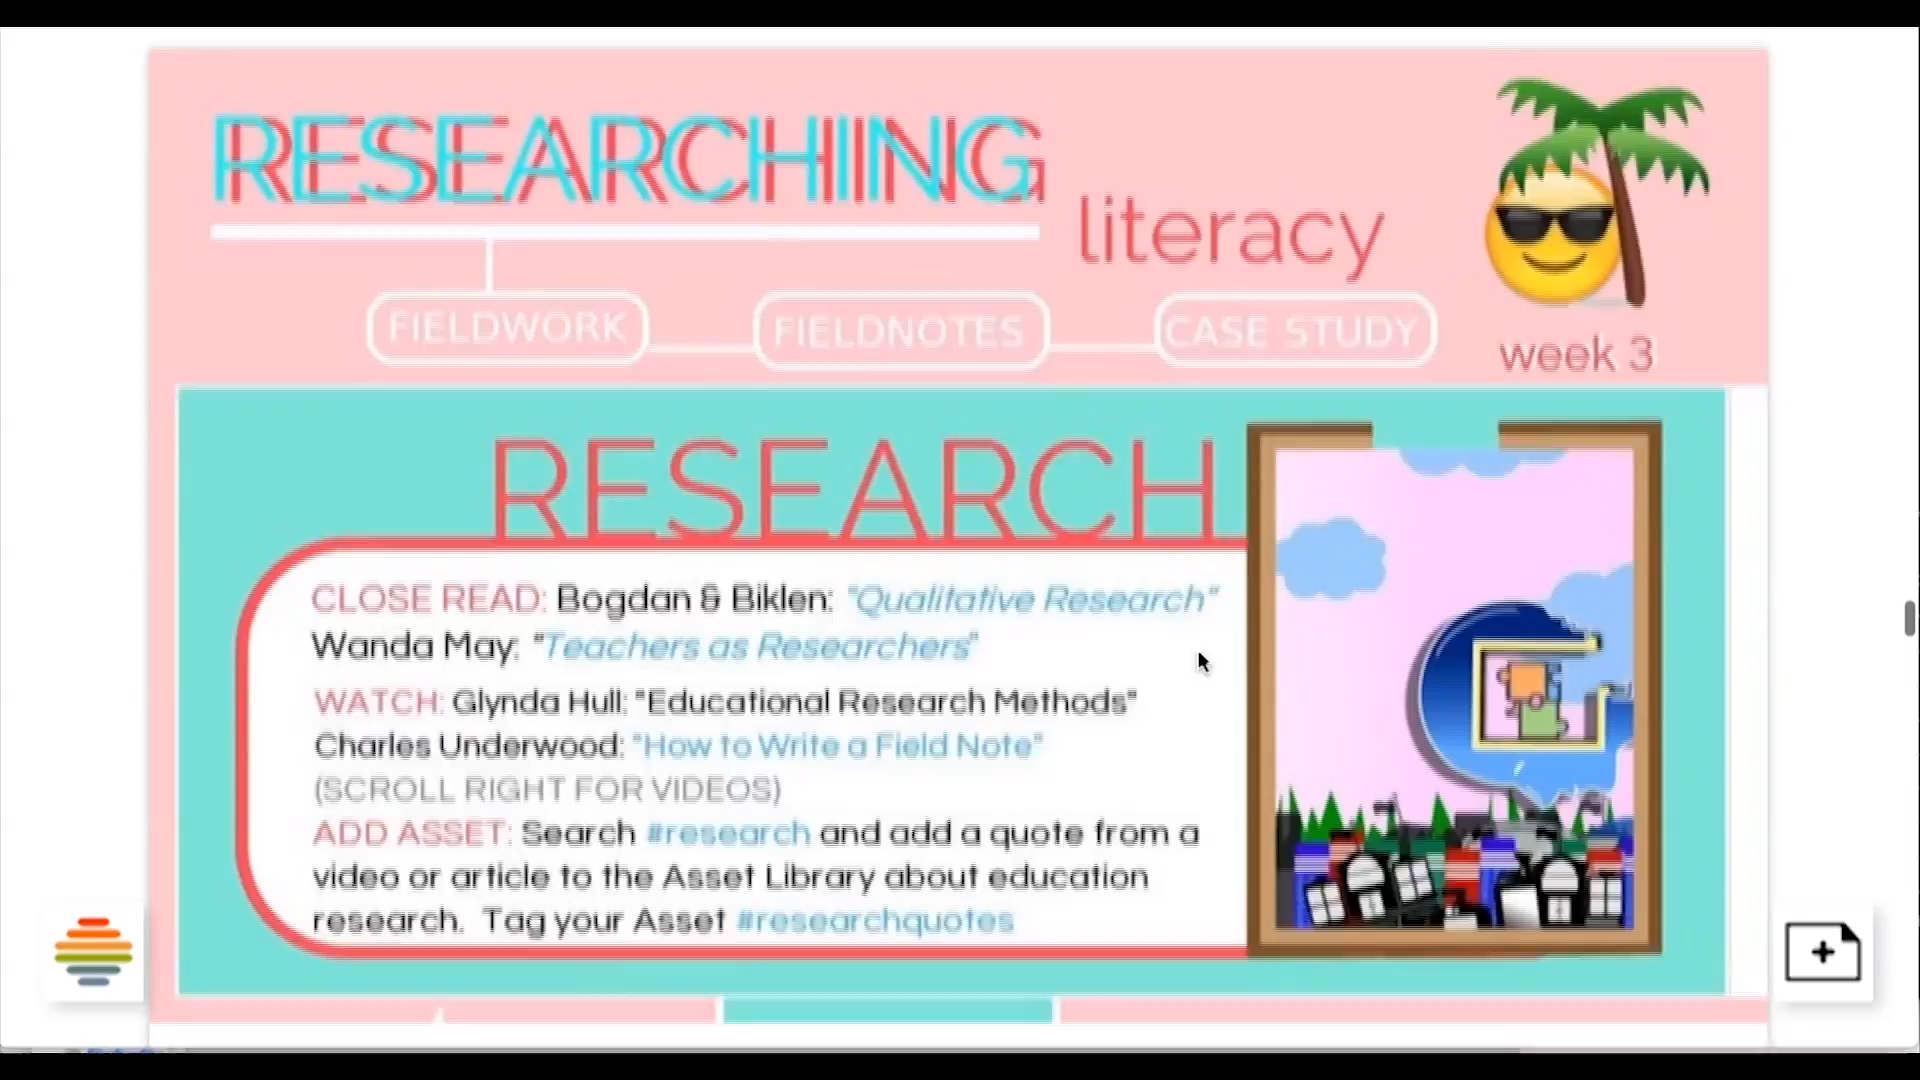 RESEARCHING
literacy
FIELDWORK
FIELDNOTES
CASE STUDY
week 3
RESEARCH
CLOSE READ: Bogdan & Biklen: "Qualitative Research"
Wanda May: "Teachers as Researchers"
WATCH: Glynda Hull: "Educational Research Methods"
Charles Underwood: "How to Write a Field Note"
(SCROLL RIGHT FOR VIDEOS)
ADD ASSET: Search #research and add a quote from a
video or article to the Asset Library about education
research. Tag your Asset #researchquotes